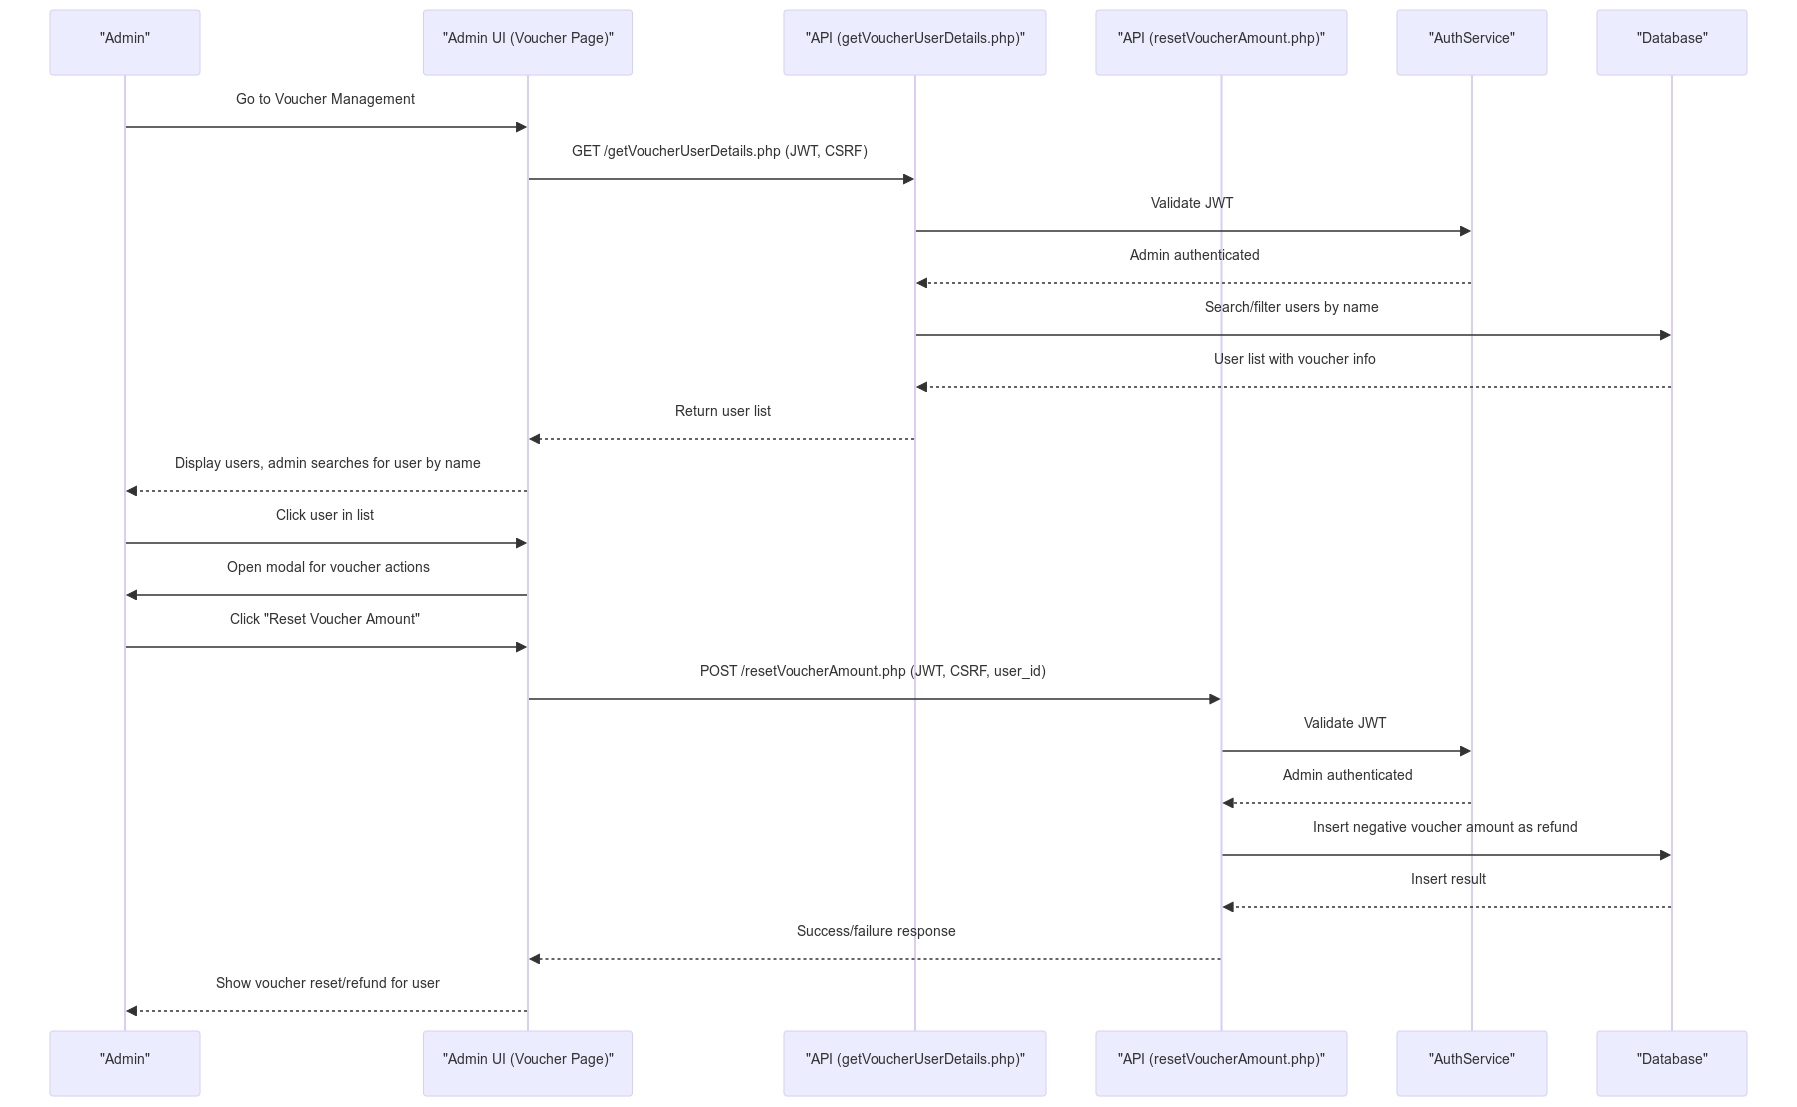 "Admin"
"Admin UI (Voucher Page)"
"API (getVoucherUserDetails.php)"
"API (resetVoucherAmount.php)"
"AuthService"
"Database"
Go to Voucher Management
GET /getVoucherUserDetails.php (JWT, CSRF)
Validate JWT
Admin authenticated
Search/filter users by name
User list with voucher info
Return user list
Display users, admin searches for user by name
Click user in list
Open modal for voucher actions
Click "Reset Voucher Amount"
POST /resetVoucherAmount.php (JWT, CSRF, user_id)
Validate JWT
Admin authenticated
Insert negative voucher amount as refund
Insert result
Success/failure response
Show voucher reset/refund for user
"Admin"
"Admin UI (Voucher Page)"
"API (getVoucherUserDetails.php)"
"API (resetVoucherAmount.php)"
"AuthService"
"Database"